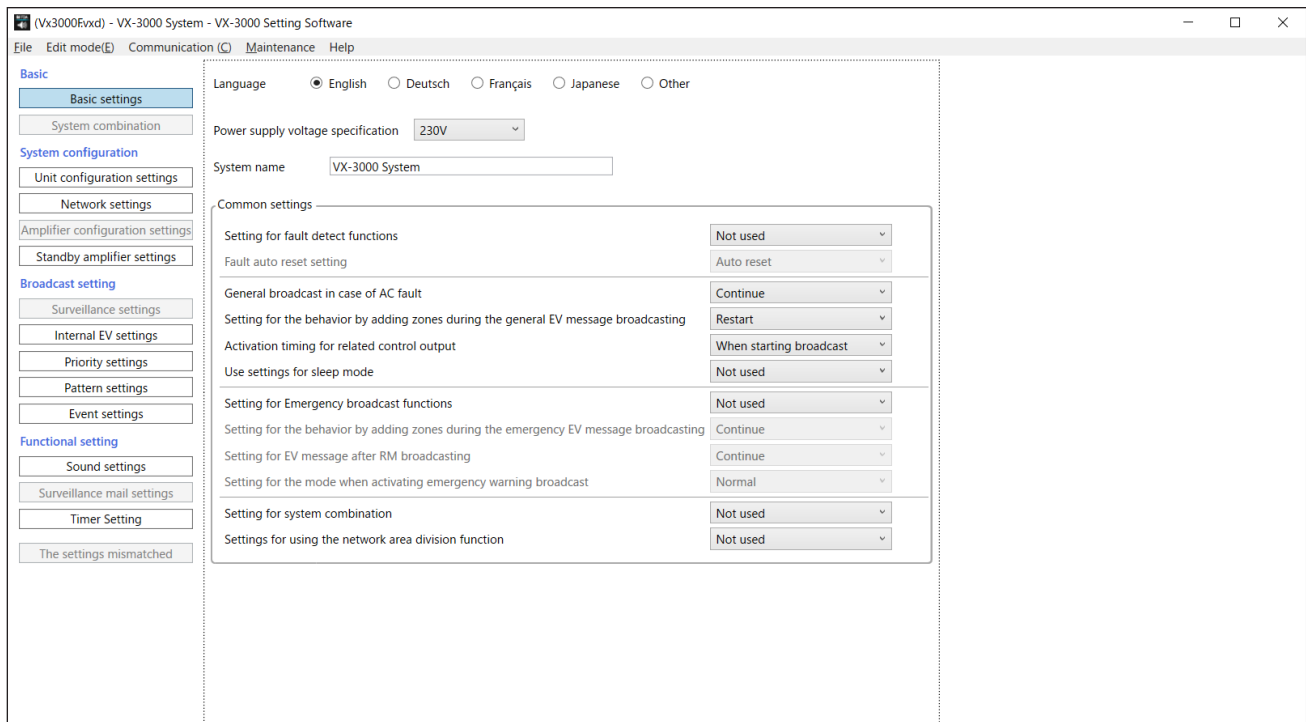 (Vx3000F.vxd) - VX-3000 System - VX-3000 Setting Software
File Edit mode(E) Communication (C) Maintenance Help
Basic
Basic settings
System combination
System configuration
Unit configuration settings
Network settings
Amplifier configuration settings
Standby amplifier settings
Broadcast setting
Surveillance settings
Internal EV settings
Priority settings
Pattern settings
Event settings
Functional setting
Sound settings
Surveillance mail settings
Timer Setting
The settings mismatched
Language English Deutsch Français Japanese Other
Power supply voltage specification 230V
System name VX-3000 System
Common settings
Setting for fault detect functions Not used
Fault auto reset setting Auto reset
General broadcast in case of AC fault Continue
Setting for the behavior by adding zones during the general EV message broadcasting Restart
Activation timing for related control output When starting broadcast
Use settings for sleep mode Not used
Setting for Emergency broadcast functions Not used
Setting for the behavior by adding zones during the emergency EV message broadcasting Continue
Setting for EV message after RM broadcasting Continue
Setting for the mode when activating emergency warning broadcast Normal
Setting for system combination Not used
Settings for using the network area division function Not used